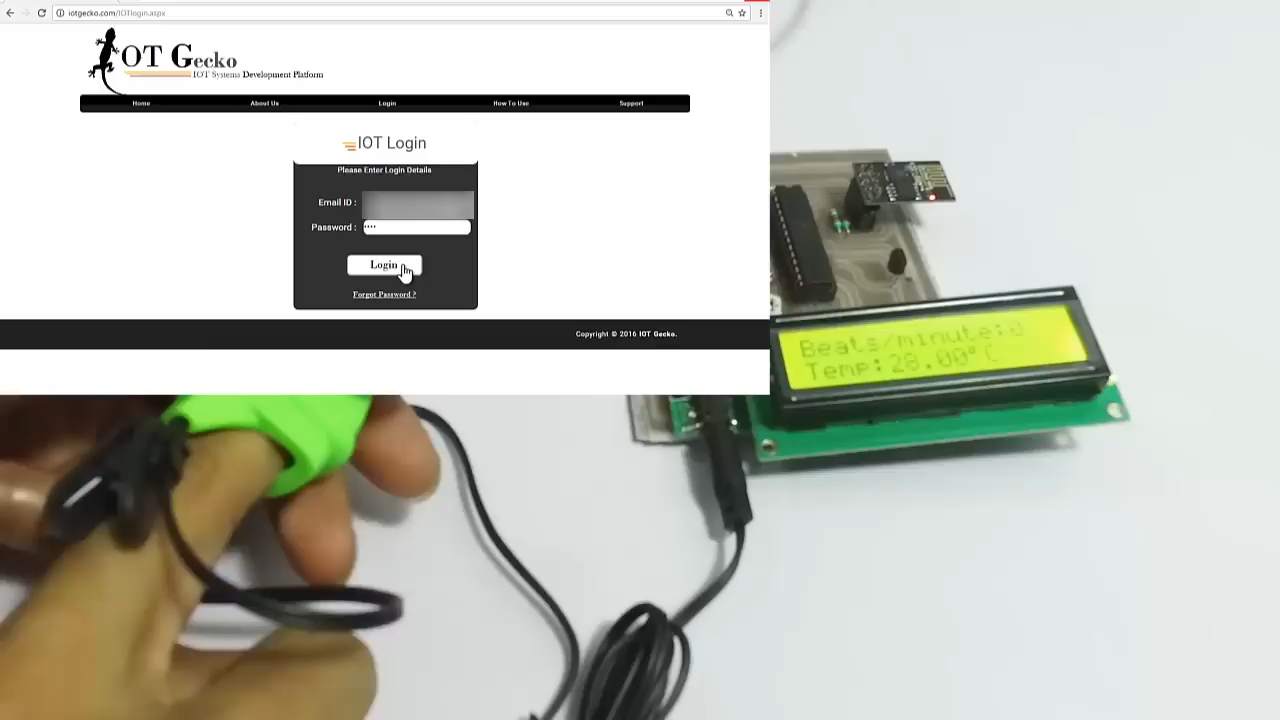 iotgecko.com/IOTlogin.aspx
IOT Gecko
IOT Systems Development Platform
Home About Us Login How To Use Support
IOT Login
Please Enter Login Details
Email ID :
Password : ••••
Login
Forgot Password ?
Copyright © 2016 IOT Gecko.
Beats/minute:0
Temp:28.00°C